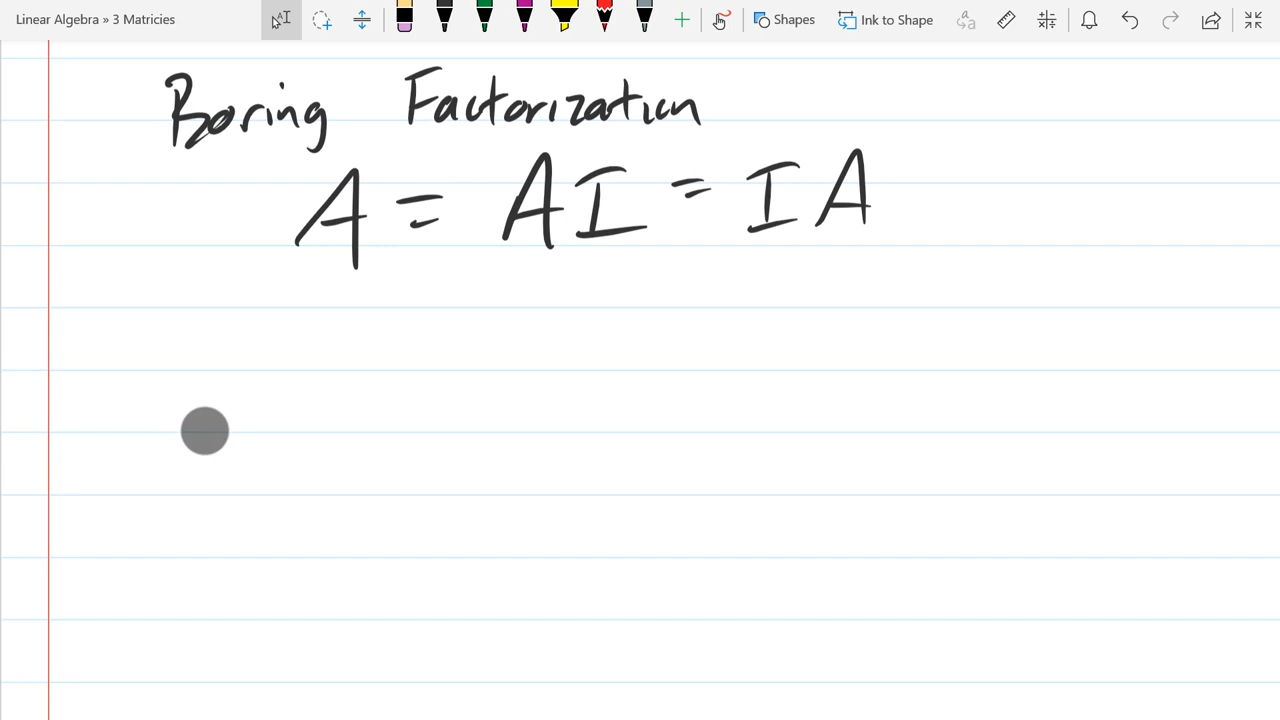 Linear Algebra » 3 Matricies
Shapes
Ink to Shape
Boring Factorization
A = AI = IA